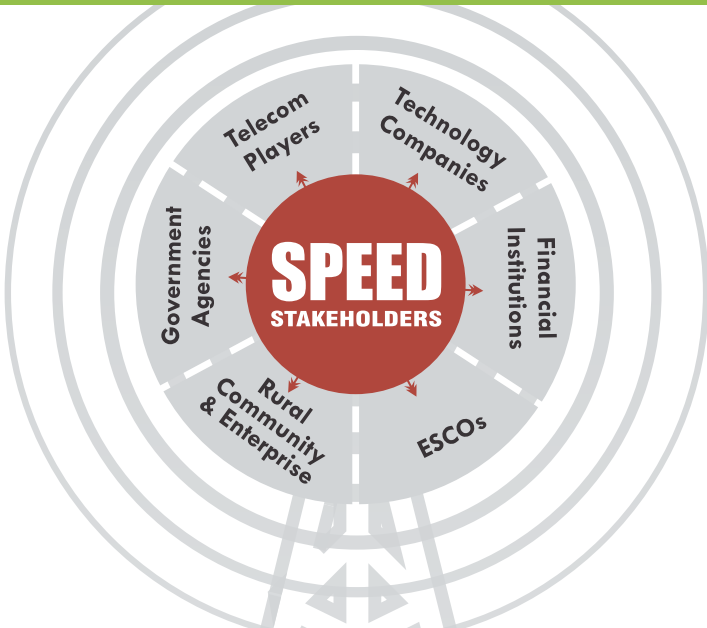 Telecom
Players
Technology
Companies
Financial
Institutions
ESCOs
Rural
Community
& Enterprise
Government
Agencies
SPEED
STAKEHOLDERS